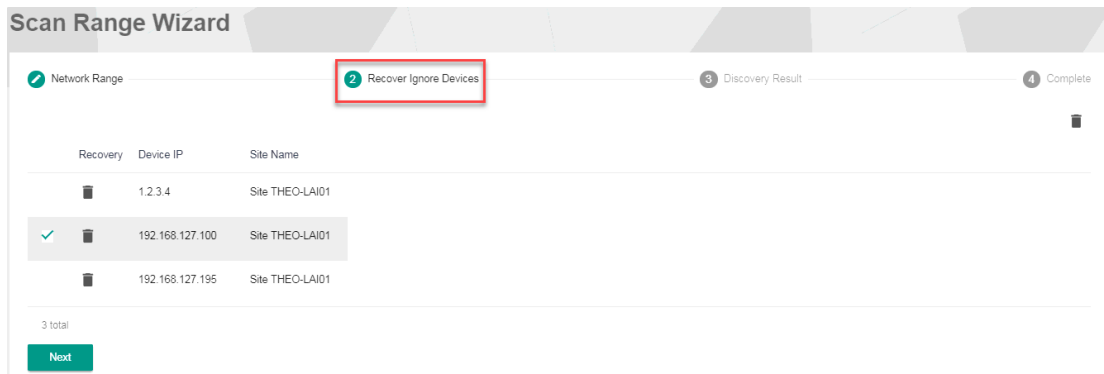 Scan Range Wizard
Network Range
2 Recover Ignore Devices
3 Discovery Result
4 Complete
Recovery Device IP Site Name
1.2.3.4 Site THEO-LAI01
192.168.127.100 Site THEO-LAI01
192.168.127.195 Site THEO-LAI01
3 total
Next